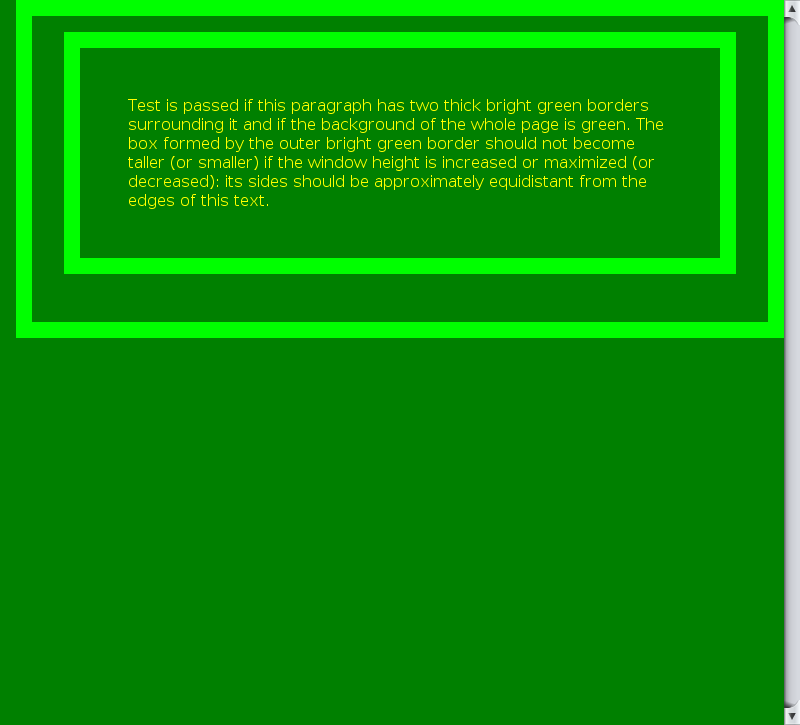 Test is passed if this paragraph has two thick bright green borders
surrounding it and if the background of the whole page is green. The
box formed by the outer bright green border should not become
taller (or smaller) if the window height is increased or maximized (or
decreased): its sides should be approximately equidistant from the
edges of this text.